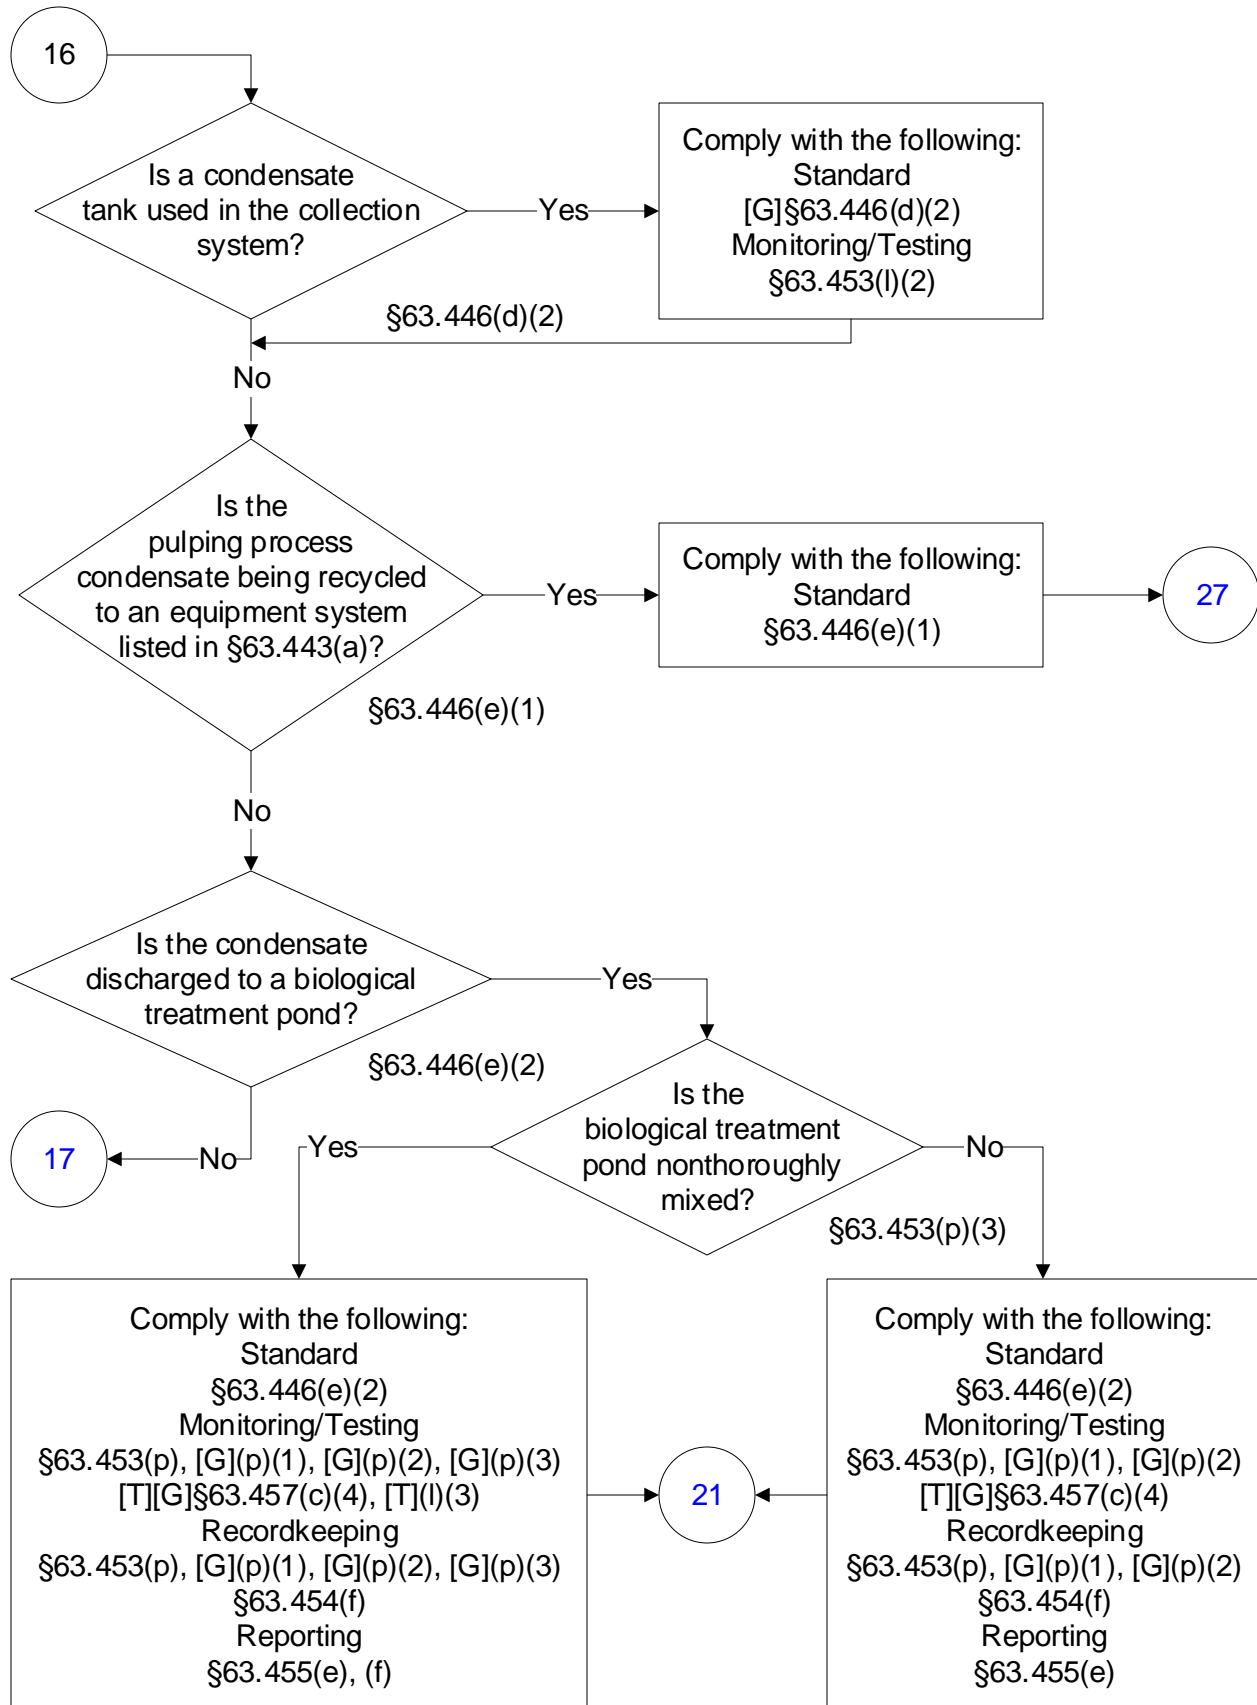 16
Is a condensate
tank used in the collection
system?
Yes
Comply with the following:
Standard
[G]§63.446(d)(2)
Monitoring/Testing
§63.453(l)(2)
§63.446(d)(2)
No
Is the
pulping process
condensate being recycled
to an equipment system
listed in §63.443(a)?
Yes
Comply with the following:
Standard
§63.446(e)(1)
27
§63.446(e)(1)
No
Is the condensate
discharged to a biological
treatment pond?
Yes
§63.446(e)(2)
17
No
Is the
biological treatment
pond nonthoroughly
mixed?
Yes
No
§63.453(p)(3)
Comply with the following:
Standard
§63.446(e)(2)
Monitoring/Testing
§63.453(p), [G](p)(1), [G](p)(2), [G](p)(3)
[T][G]§63.457(c)(4), [T](l)(3)
Recordkeeping
§63.453(p), [G](p)(1), [G](p)(2), [G](p)(3)
§63.454(f)
Reporting
§63.455(e), (f)
21
Comply with the following:
Standard
§63.446(e)(2)
Monitoring/Testing
§63.453(p), [G](p)(1), [G](p)(2)
[T][G]§63.457(c)(4)
Recordkeeping
§63.453(p), [G](p)(1), [G](p)(2)
§63.454(f)
Reporting
§63.455(e)